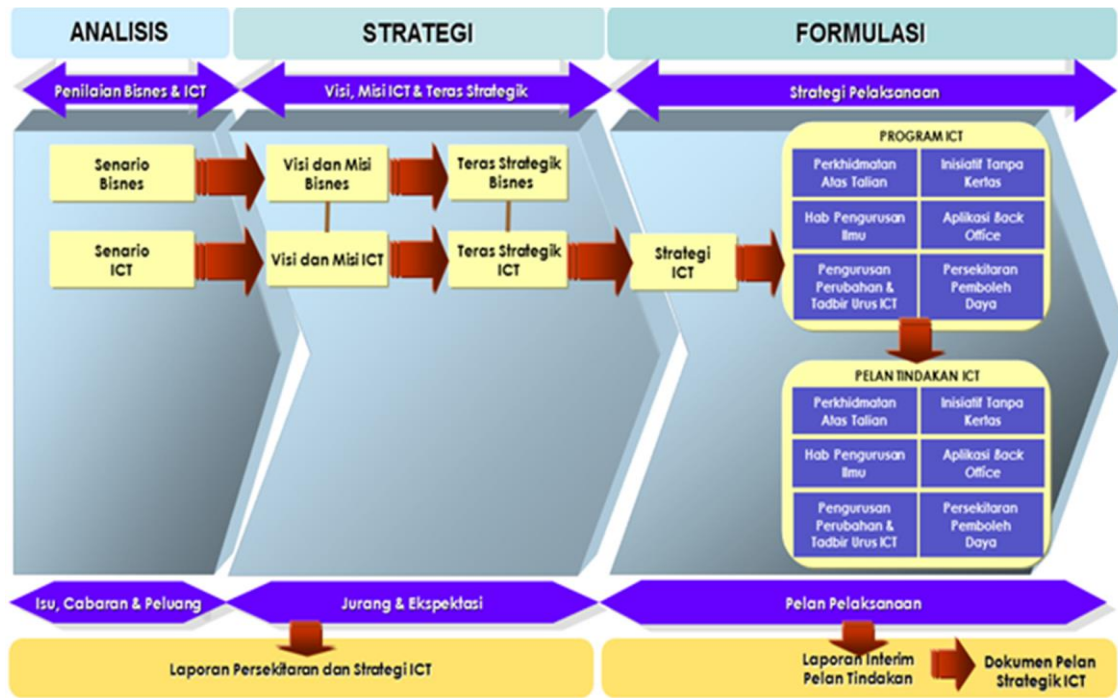 ANALISIS
STRATEGI
FORMULASI
Penilaian Bisnes & ICT
Visi, Misi ICT & Teras Strategik
Strategi Pelaksanaan
Senario
Bisnes
Visi dan Misi
Bisnes
Teras Strategik
Bisnes
Senario
ICT
Visi dan Misi ICT
Teras Strategik
ICT
Strategi
ICT
PROGRAM ICT
Perkhidmatan
Atas Talian
Inisiatif Tanpa
Kertas
Hab Pengurusan
Ilmu
Aplikasi Back
Office
Pengurusan
Perubahan &
Tadbir Urus ICT
Persekitaran
Pemboleh
Daya
PELAN TINDAKAN ICT
Perkhidmatan
Atas Talian
Inisiatif Tanpa
Kertas
Hab Pengurusan
Ilmu
Aplikasi Back
Office
Pengurusan
Perubahan &
Tadbir Urus ICT
Persekitaran
Pemboleh
Daya
Isu, Cabaran & Peluang
Jurang & Ekspektasi
Pelan Pelaksanaan
Laporan Persekitaran dan Strategi ICT
Laporan Interim
Pelan Tindakan
Dokumen Pelan
Strategik ICT